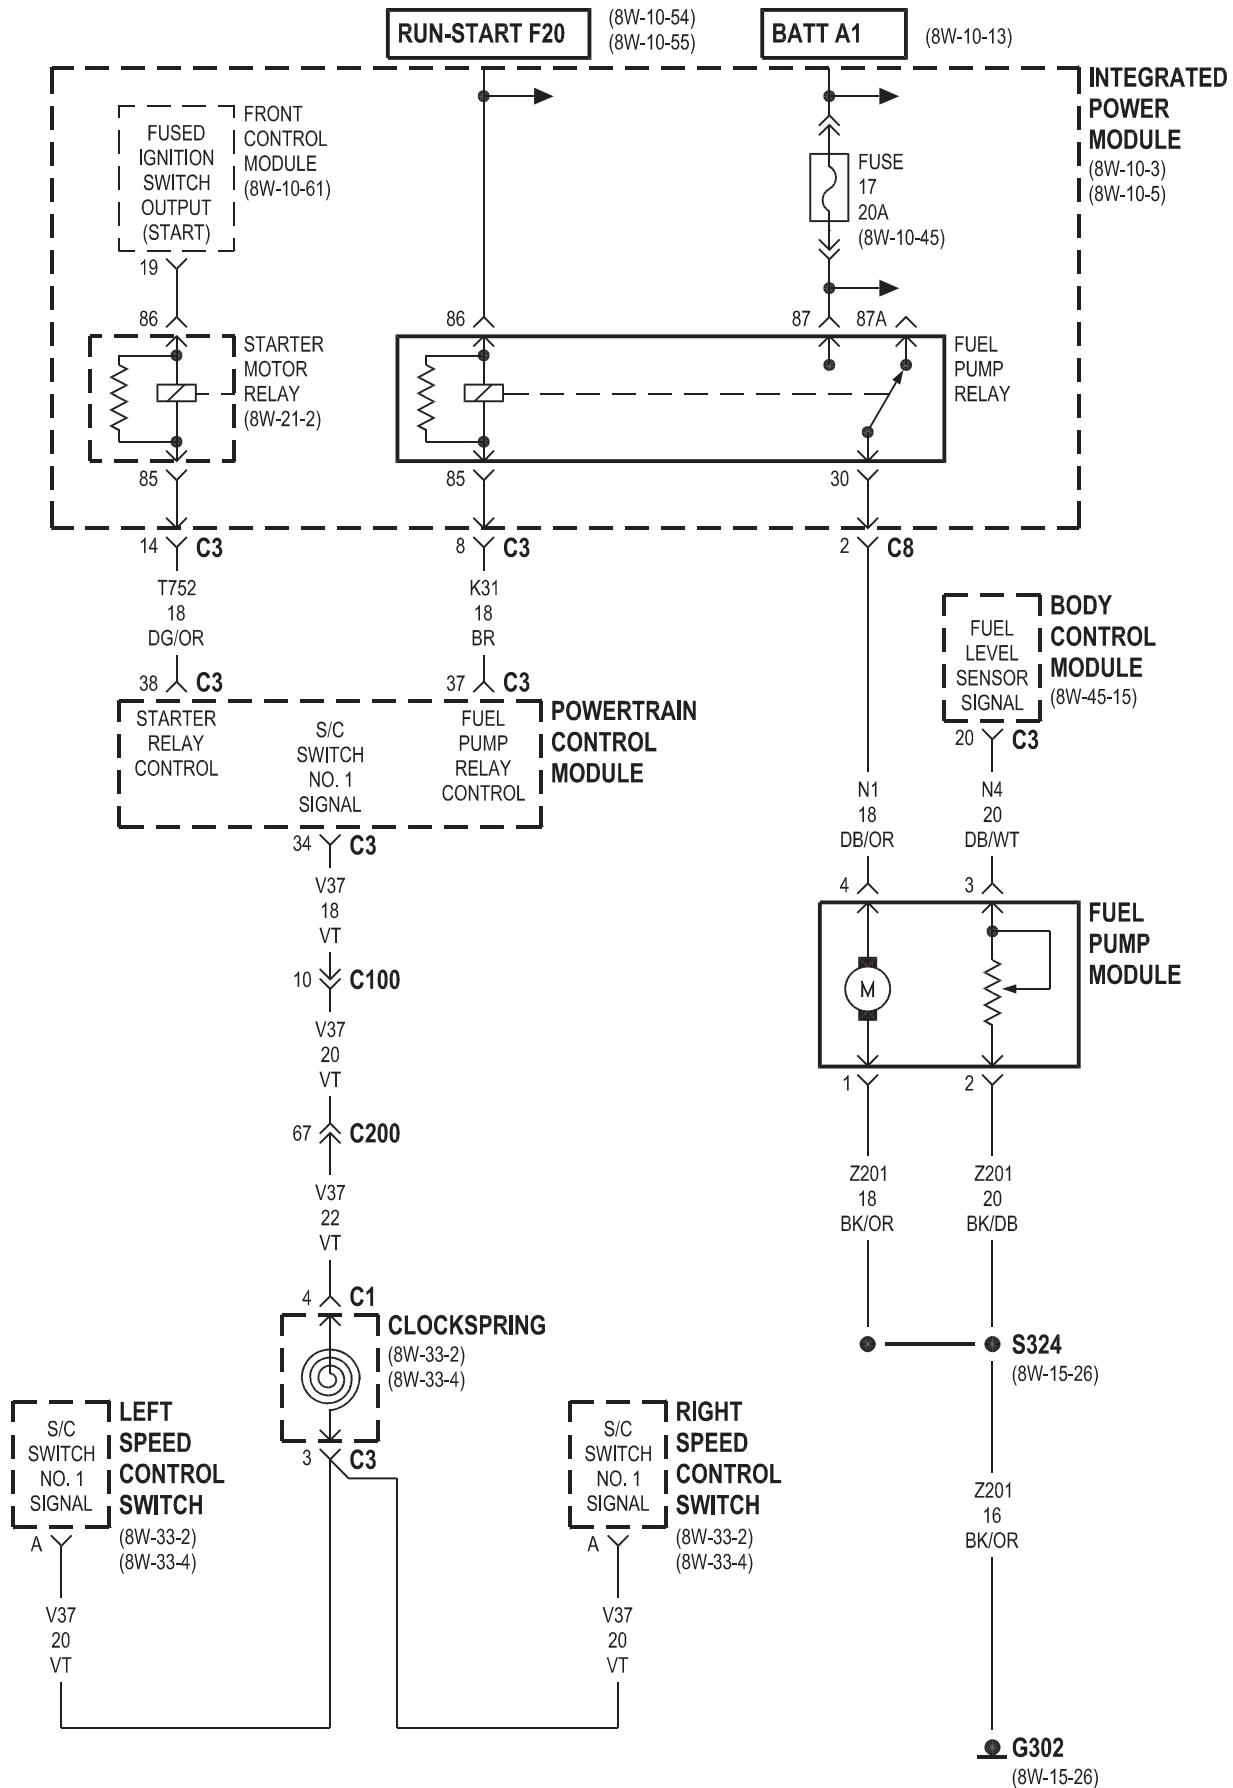 RUN-START F20
(8W-10-54)
(8W-10-55)
BATT A1
(8W-10-13)
INTEGRATED
POWER
MODULE
(8W-10-3)
(8W-10-5)
FUSED
IGNITION
SWITCH
OUTPUT
(START)
FRONT
CONTROL
MODULE
(8W-10-61)
FUSE
17
20A
(8W-10-45)
19
86
86
87
87A
STARTER
MOTOR
RELAY
(8W-21-2)
FUEL
PUMP
RELAY
85
85
30
14
C3
8
C3
2
C8
T752
18
DG/OR
K31
18
BR
38
C3
37
C3
STARTER
RELAY
CONTROL
S/C
SWITCH
NO. 1
SIGNAL
FUEL
PUMP
RELAY
CONTROL
POWERTRAIN
CONTROL
MODULE
FUEL
LEVEL
SENSOR
SIGNAL
BODY
CONTROL
MODULE
(8W-45-15)
20
C3
N1
18
DB/OR
N4
20
DB/WT
34
C3
V37
18
VT
10
C100
V37
20
VT
67
C200
V37
22
VT
4
C1
4
3
FUEL
PUMP
MODULE
M
1
2
Z201
18
BK/OR
Z201
20
BK/DB
S324
(8W-15-26)
CLOCKSPRING
(8W-33-2)
(8W-33-4)
3
C3
S/C
SWITCH
NO. 1
SIGNAL
LEFT
SPEED
CONTROL
SWITCH
(8W-33-2)
(8W-33-4)
A
S/C
SWITCH
NO. 1
SIGNAL
RIGHT
SPEED
CONTROL
SWITCH
(8W-33-2)
(8W-33-4)
A
Z201
16
BK/OR
V37
20
VT
V37
20
VT
G302
(8W-15-26)